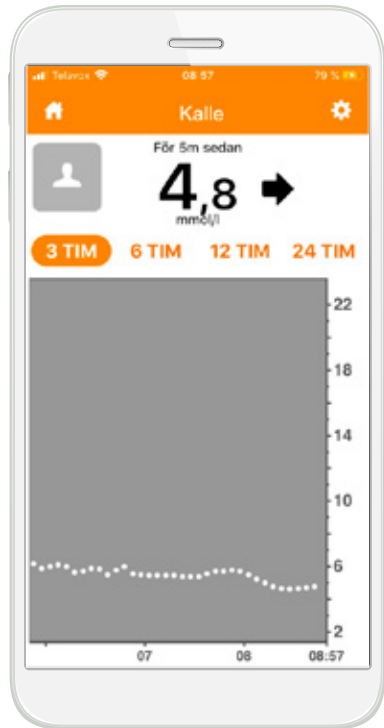 Telavox 08 57 79 %
Kalle
För 5m sedan
4,8
mmol/l
3 TIM 6 TIM 12 TIM 24 TIM
22
18
14
10
6
2
07 08 08:57